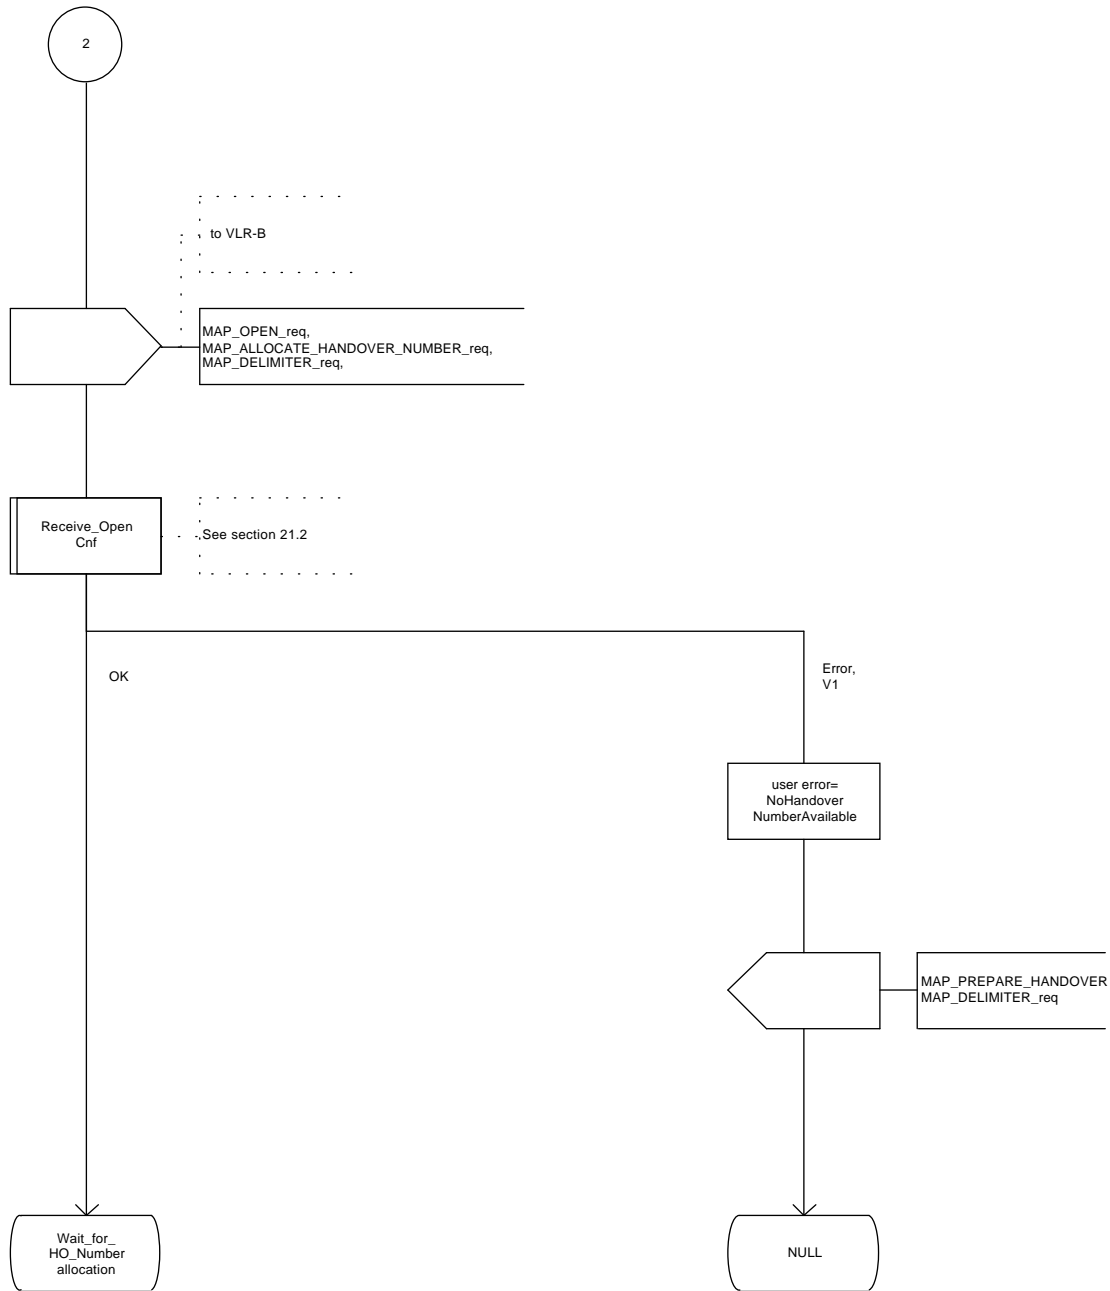 2
to VLR-B
MAP_OPEN_req,
MAP_ALLOCATE_HANDOVER_NUMBER_req,
MAP_DELIMITER_req,
Receive_Open
Cnf
See section 21.2
OK
Error,
V1
user error=
NoHandover
NumberAvailable
MAP_PREPARE_HANDOVER
MAP_DELIMITER_req
Wait_for_
HO_Number
allocation
NULL